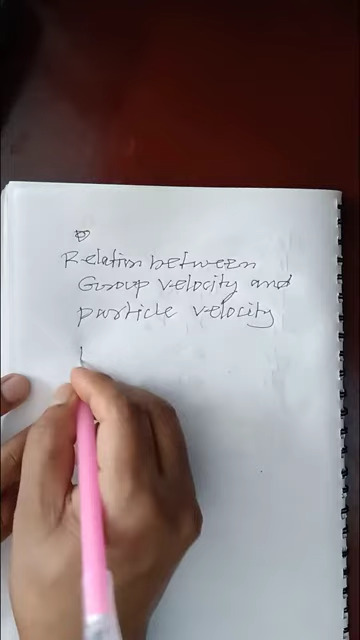 Relation between
Group velocity and
particle velocity